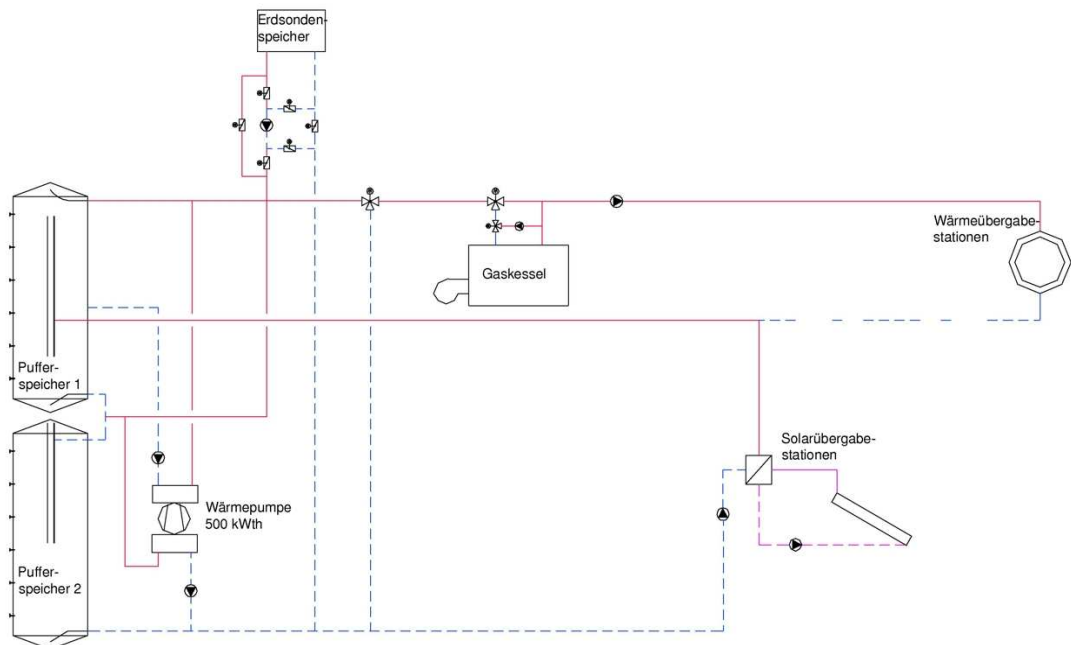 Erdsonden-
speicher
Wärmeübergabe-
stationen
Gaskessel
Puffer-
speicher 1
Solarübergabe-
stationen
Wärmepumpe
500 kWth
Puffer-
speicher 2